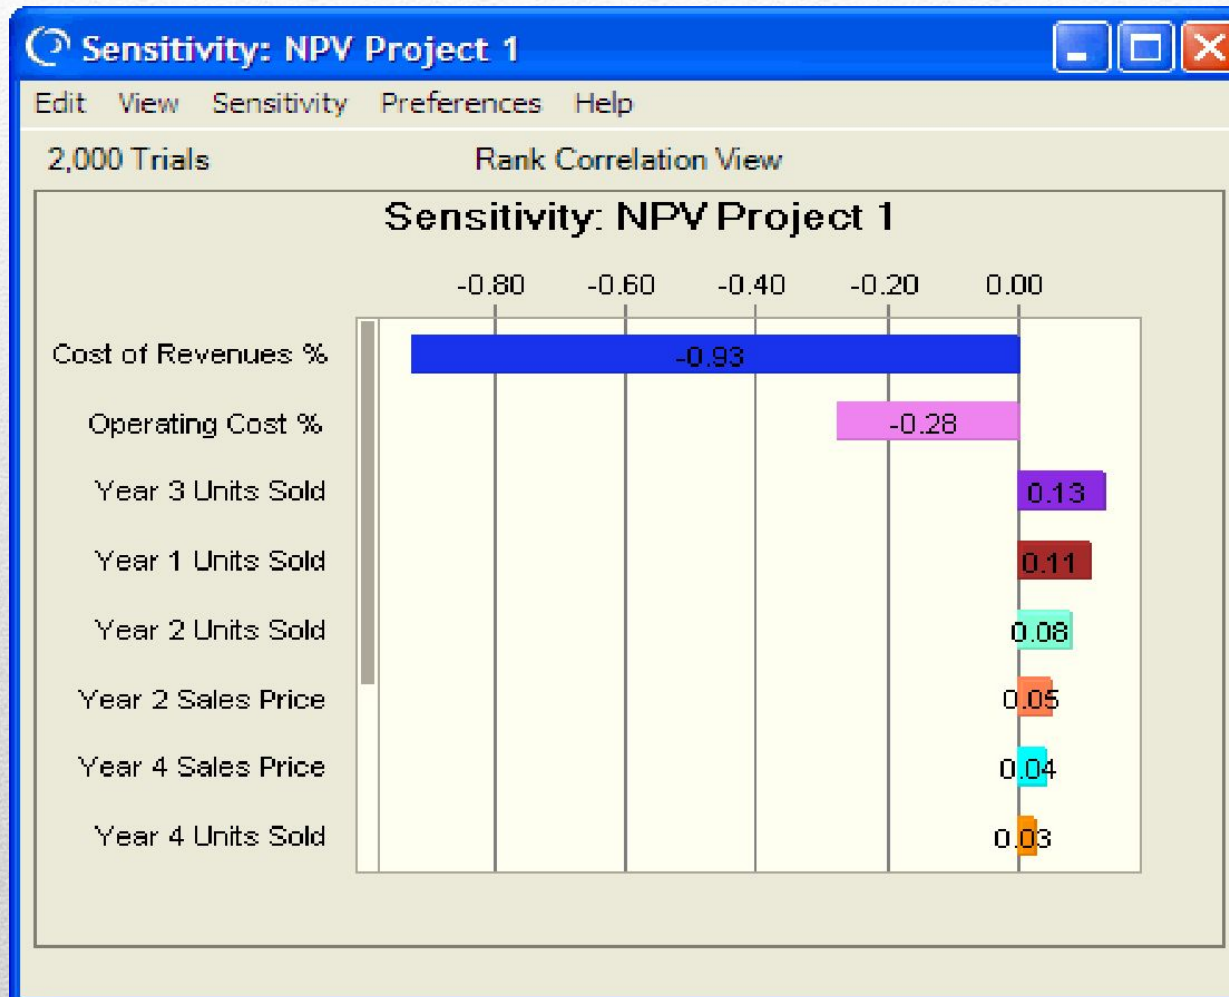 Sensitivity: NPV Project 1
Edit View Sensitivity Preferences Help
2,000 Trials Rank Correlation View
Sensitivity: NPV Project 1
-0.80 -0.60 -0.40 -0.20 0.00
Cost of Revenues % -0.93
Operating Cost % -0.28
Year 3 Units Sold 0.13
Year 1 Units Sold 0.11
Year 2 Units Sold 0.08
Year 2 Sales Price 0.05
Year 4 Sales Price 0.04
Year 4 Units Sold 0.03